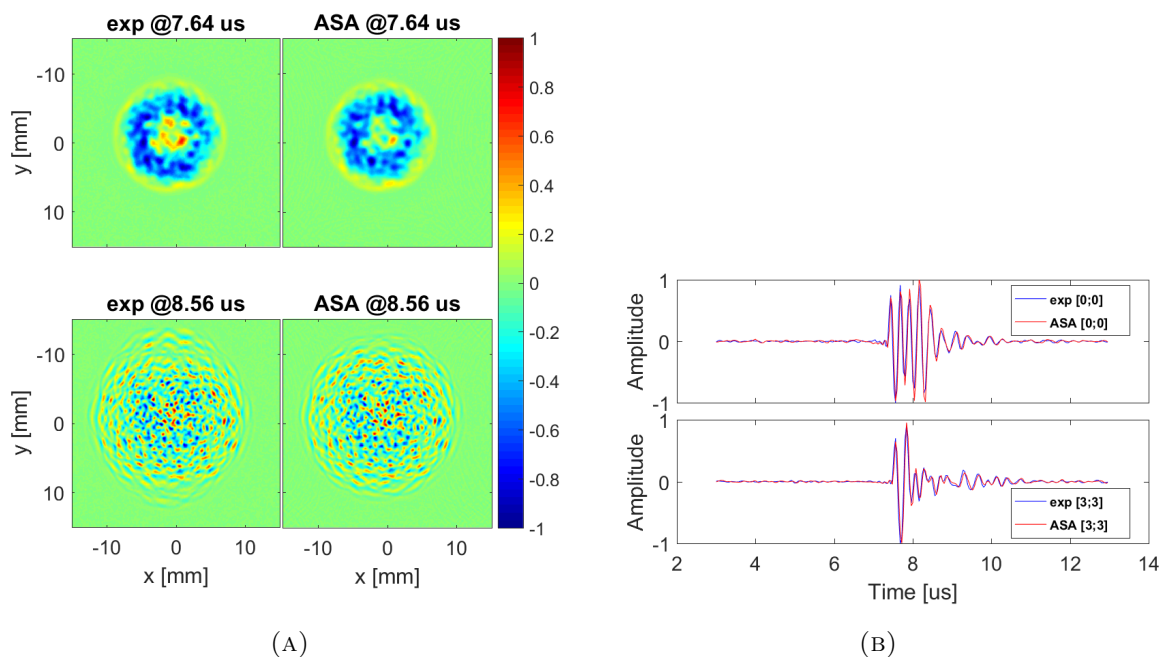 exp @7.64 us
ASA @7.64 us
-10
0
10
y [mm]
1
0.8
0.6
0.4
0.2
0
-0.2
-0.4
-0.6
-0.8
-1
exp @8.56 us
ASA @8.56 us
-10
0
10
y [mm]
-10 0 10
-10 0 10
x [mm]
x [mm]
(A)
1
0
-1
Amplitude
exp [0;0]
ASA [0;0]
1
0
-1
Amplitude
exp [3;3]
ASA [3;3]
2 4 6 8 10 12 14
Time [us]
(B)